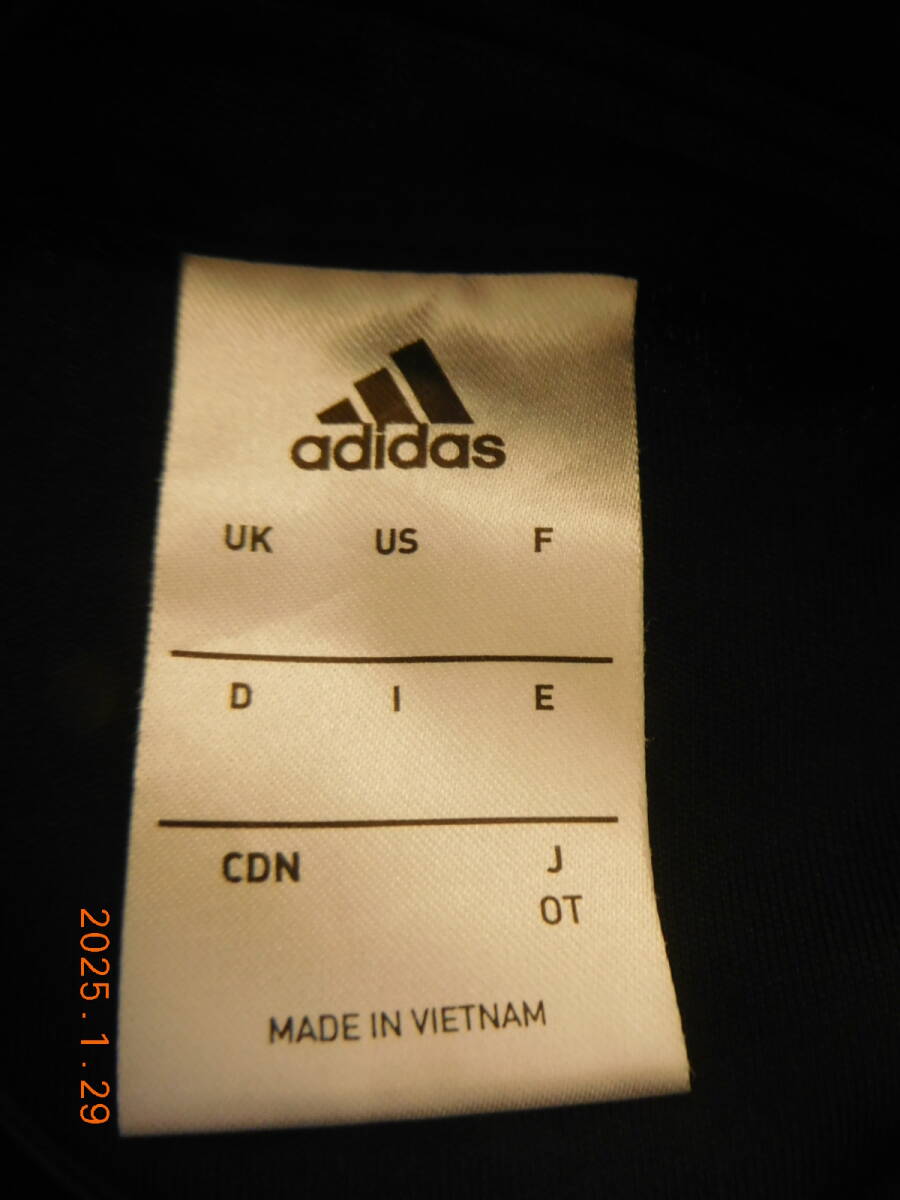 adidas
UK US F
D I E
CDN J
OT
MADE IN VIETNAM
2025.1.29